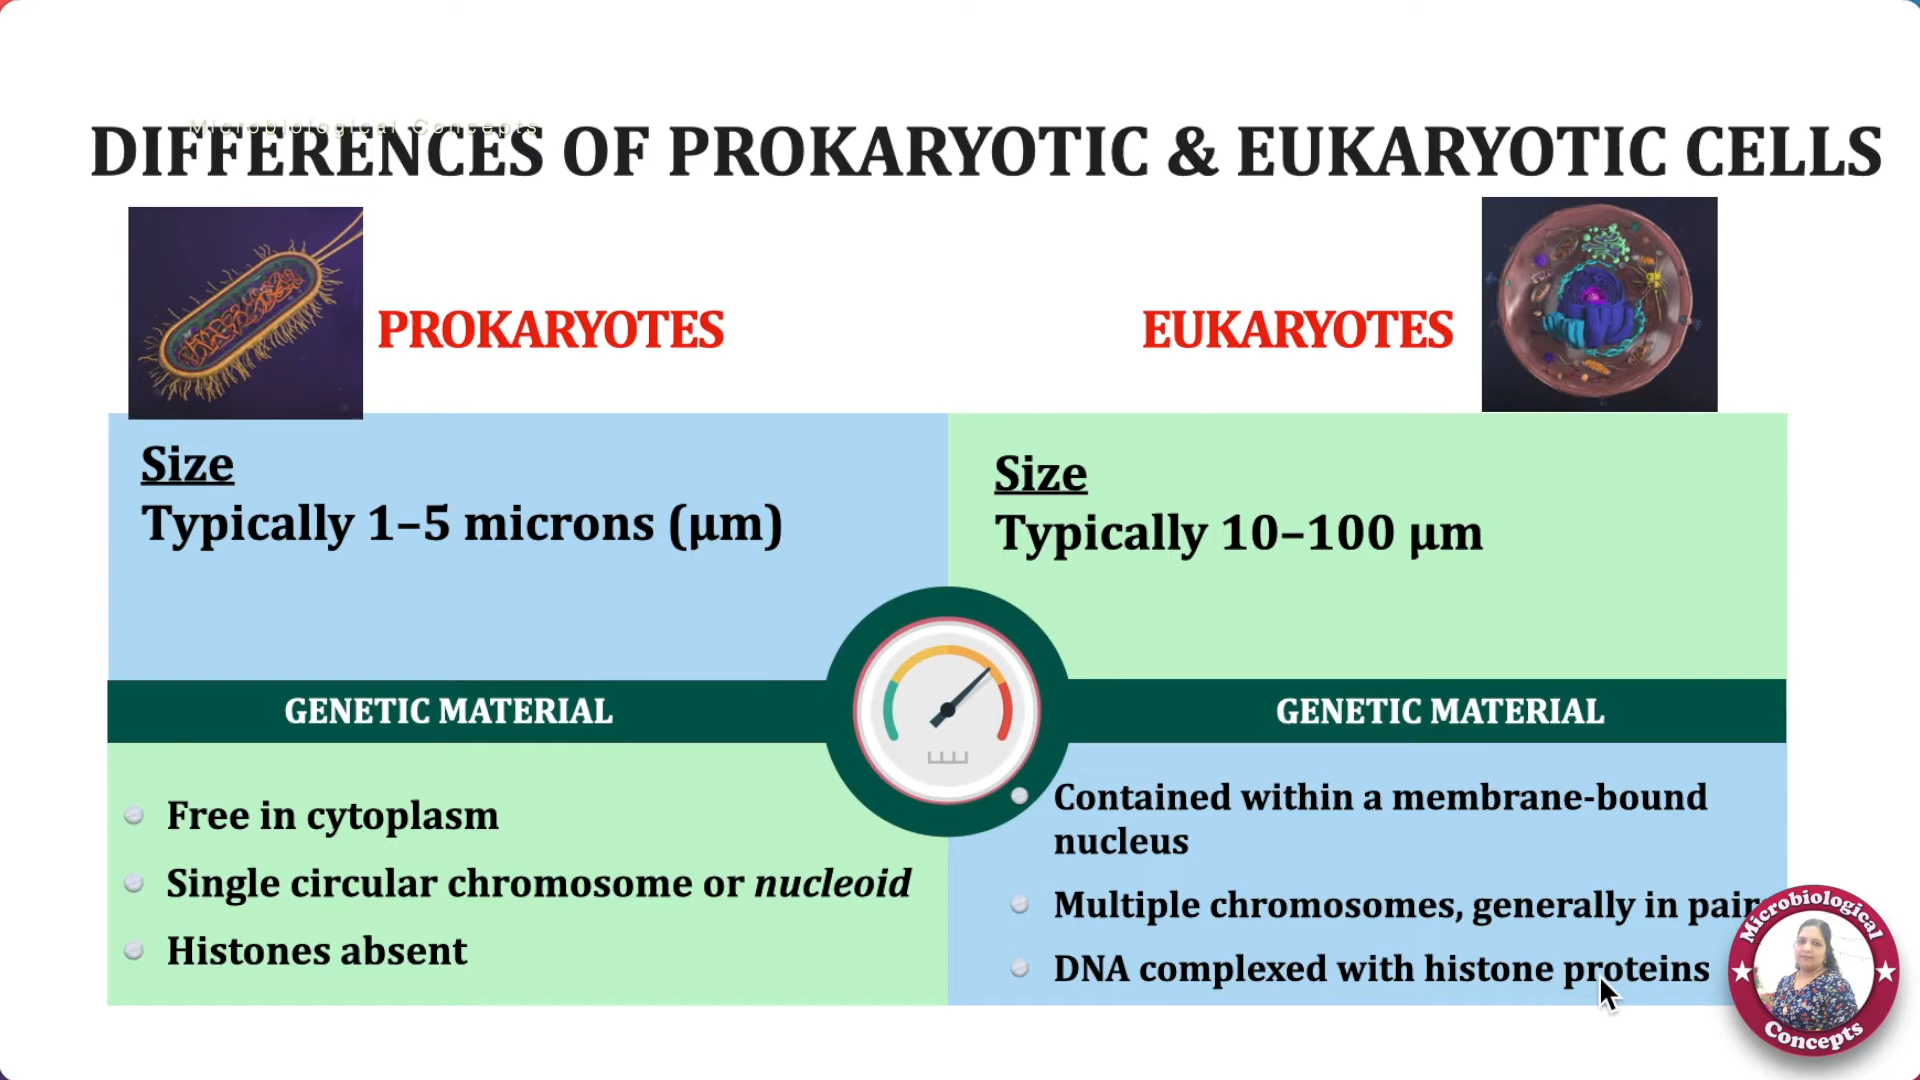 Microbiological Concepts
DIFFERENCES OF PROKARYOTIC & EUKARYOTIC CELLS
PROKARYOTES
EUKARYOTES
Size
Typically 1–5 microns (µm)
Size
Typically 10–100 µm
GENETIC MATERIAL
GENETIC MATERIAL
Free in cytoplasm
Single circular chromosome or nucleoid
Histones absent
Contained within a membrane-bound
nucleus
Multiple chromosomes, generally in pair
DNA complexed with histone proteins
Microbiological
Concepts